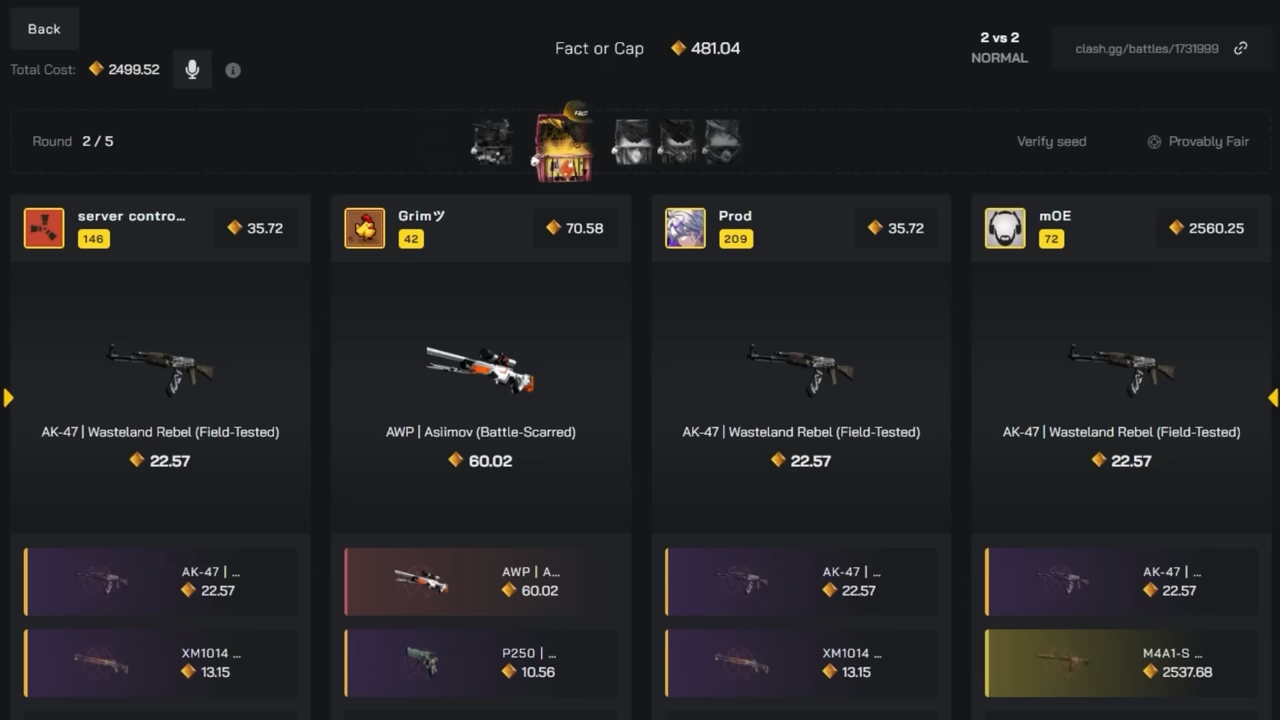 Back
Total Cost: 2499.52
Fact or Cap 481.04
2 vs 2
NORMAL
clash.gg/battles/1731999
Round 2 / 5
FACT
Verify seed
Provably Fair
server contro...
146
35.72
Grimツ
42
70.58
Prod
209
35.72
mOE
72
2560.25
AK-47 | Wasteland Rebel (Field-Tested)
22.57
AWP | Asiimov (Battle-Scarred)
60.02
AK-47 | Wasteland Rebel (Field-Tested)
22.57
AK-47 | Wasteland Rebel (Field-Tested)
22.57
AK-47 | ...
22.57
AWP | A...
60.02
AK-47 | ...
22.57
AK-47 | ...
22.57
XM1014 ...
13.15
P250 | ...
10.56
XM1014 ...
13.15
M4A1-S ...
2537.68